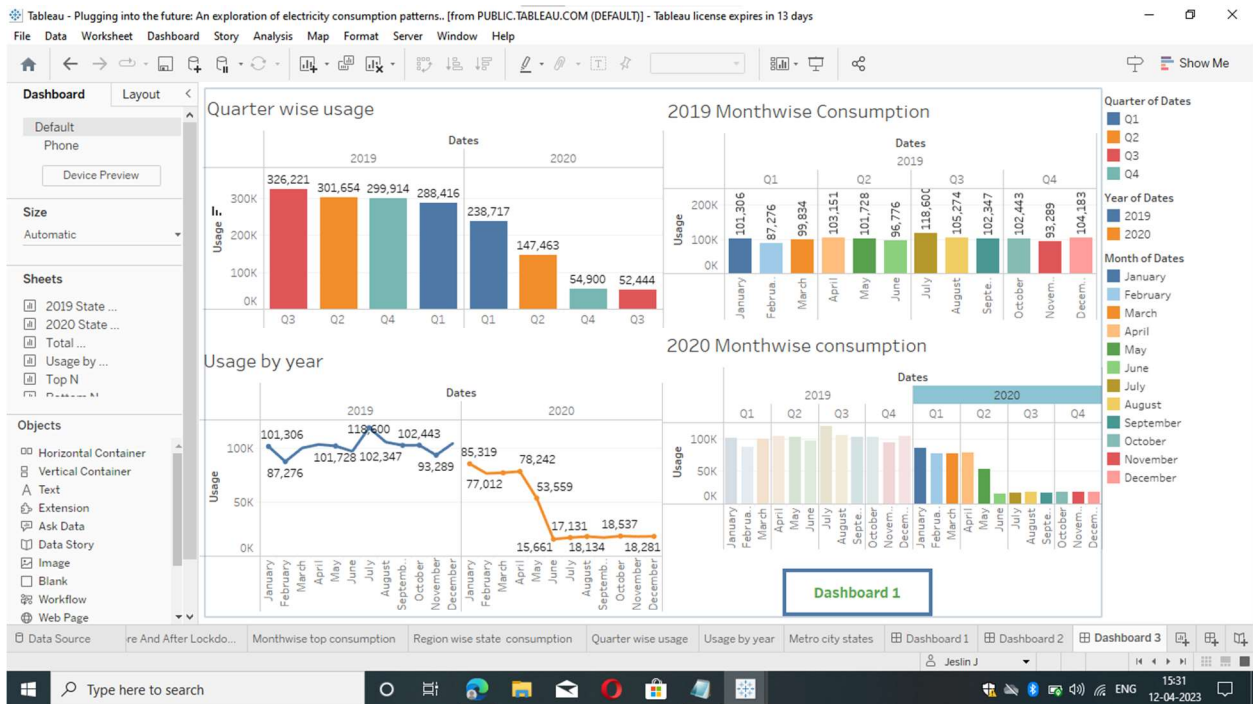 Tableau - Plugging into the future: An exploration of electricity consumption patterns.. [from PUBLIC.TABLEAU.COM (DEFAULT)] - Tableau license expires in 13 days
File Data Worksheet Dashboard Story Analysis Map Format Server Window Help
Show Me
Dashboard Layout
Default
Phone
Device Preview
Size
Automatic
Sheets
2019 State ...
2020 State ...
Total ...
Usage by ...
Top N
Bottom N
Objects
Horizontal Container
Vertical Container
Text
Extension
Ask Data
Data Story
Image
Blank
Workflow
Web Page
Quarter wise usage
Dates
2019 2020
Usage
300K
200K
100K
0K
326,221 301,654 299,914 288,416 238,717 147,463 54,900 52,444
Q3 Q2 Q4 Q1 Q1 Q2 Q4 Q3
2019 Monthwise Consumption
Dates
2019
Q1 Q2 Q3 Q4
Usage
200K
100K
0K
101,306 87,276 99,834 103,151 101,728 96,776 118,600 105,274 102,347 102,443 93,289 104,183
January Februa.. March April May June July August Septe.. October Novem.. Decem..
Usage by year
Dates
2019 2020
Usage
100K
50K
0K
101,306 118,600 102,443 85,319 78,242
87,276 101,728 102,347 93,289 77,012 53,559
17,131 18,537
15,661 18,134 18,281
January February March April May June July August Septemb.. October November December January February March April May June July August Septemb.. October November December
2020 Monthwise consumption
Dates
2019 2020
Q1 Q2 Q3 Q4 Q1 Q2 Q3 Q4
Usage
100K
50K
0K
January Februa.. March April May June July August Septe.. October Novem.. Decem.. January Februa.. March April May June July August Septe.. October Novem.. Decem..
Dashboard 1
Quarter of Dates
Q1
Q2
Q3
Q4
Year of Dates
2019
2020
Month of Dates
January
February
March
April
May
June
July
August
September
October
November
December
Data Source re And After Lockdo... Monthwise top consumption Region wise state consumption Quarter wise usage Usage by year Metro city states Dashboard 1 Dashboard 2 Dashboard 3
Jeslin J
Type here to search
ENG
15:31
12-04-2023